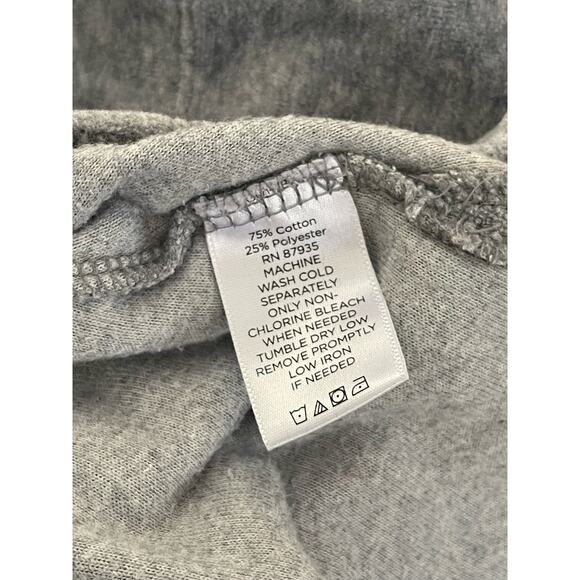 75% Cotton
25% Polyester
RN 87935
MACHINE
WASH COLD
SEPARATELY
ONLY NON-
CHLORINE BLEACH
WHEN NEEDED
TUMBLE DRY LOW
REMOVE PROMPTLY
LOW IRON
IF NEEDED